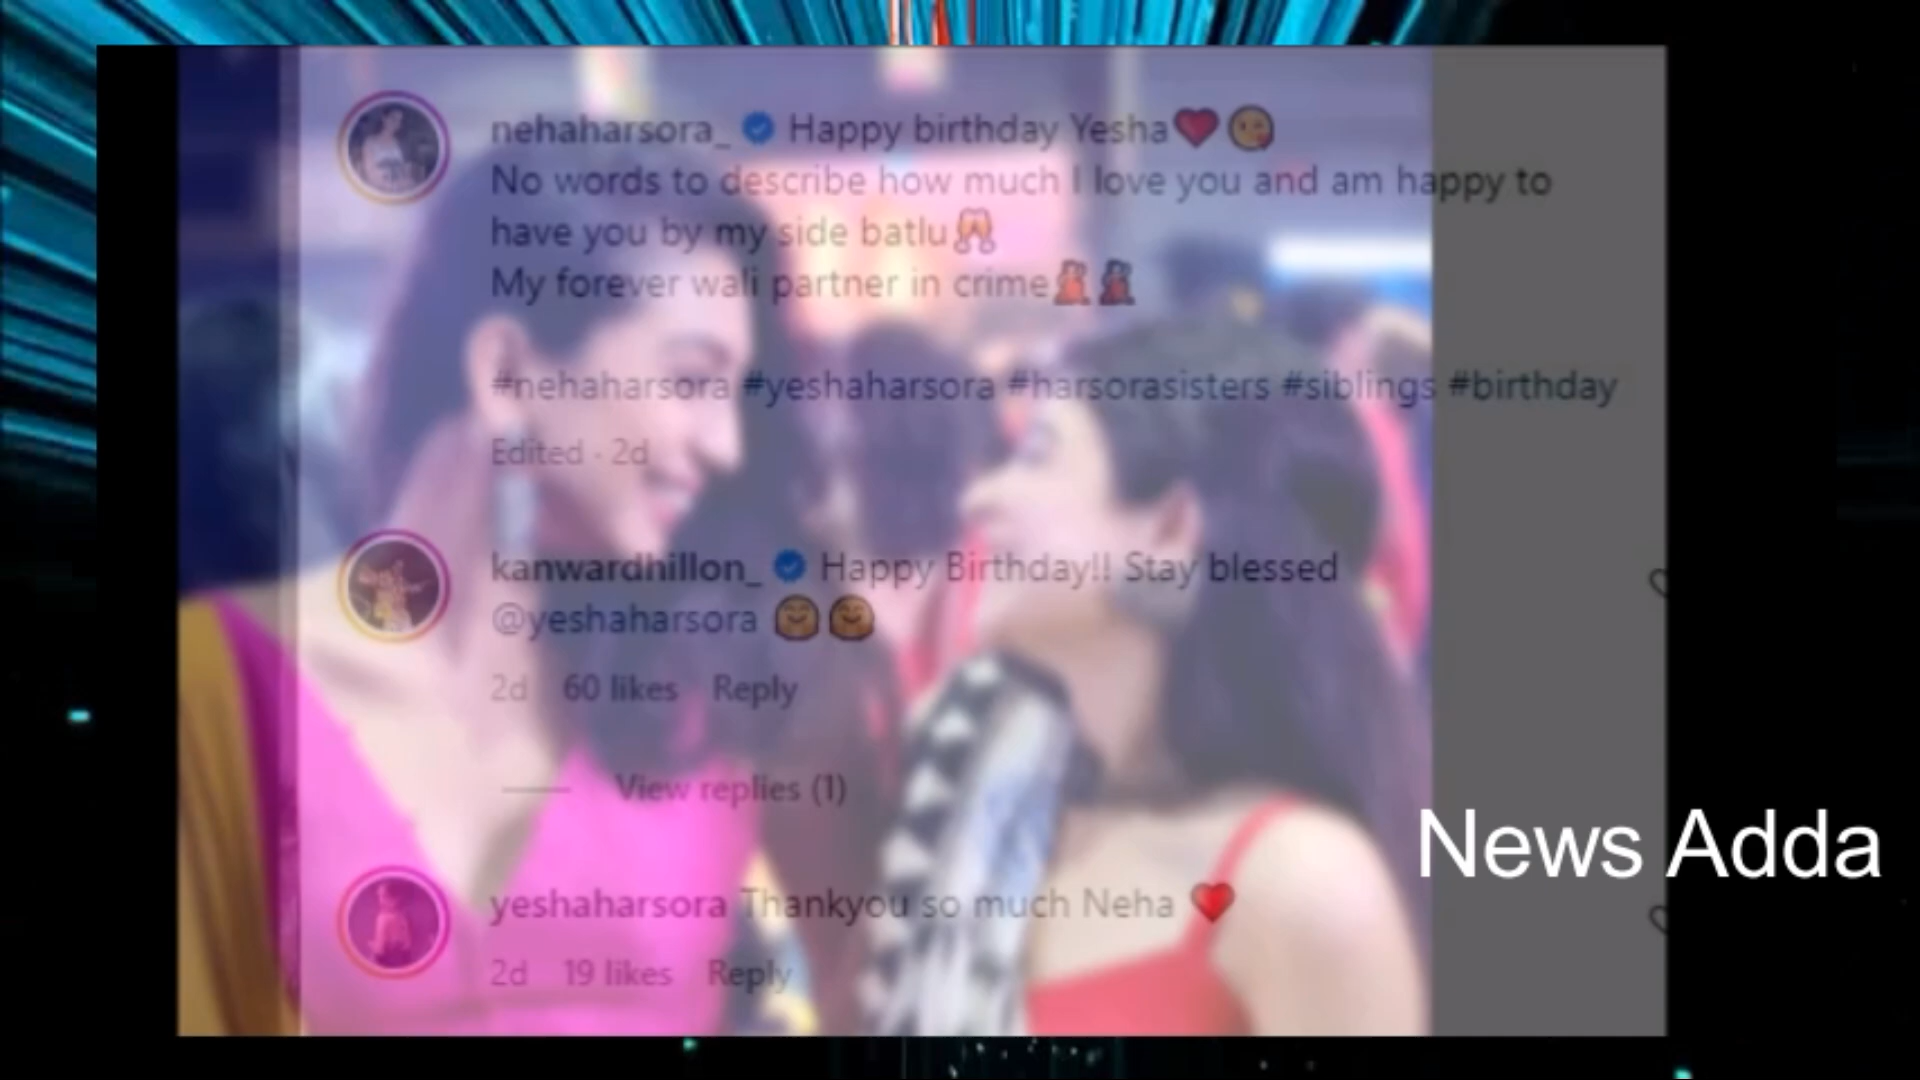 nehaharsora_ Happy birthday Yesha❤️😘
No words to describe how much I love you and am happy to
have you by my side batlu🥂
My forever wali partner in crime
#nehaharsora #yeshaharsora #harsorasisters #siblings #birthday
Edited · 2d
kanwardhillon_ Happy Birthday!! Stay blessed
@yeshaharsora 🤗🤗
2d 60 likes Reply
View replies (1)
News Adda
yeshaharsora Thankyou so much Neha ❤️
2d 19 likes Reply